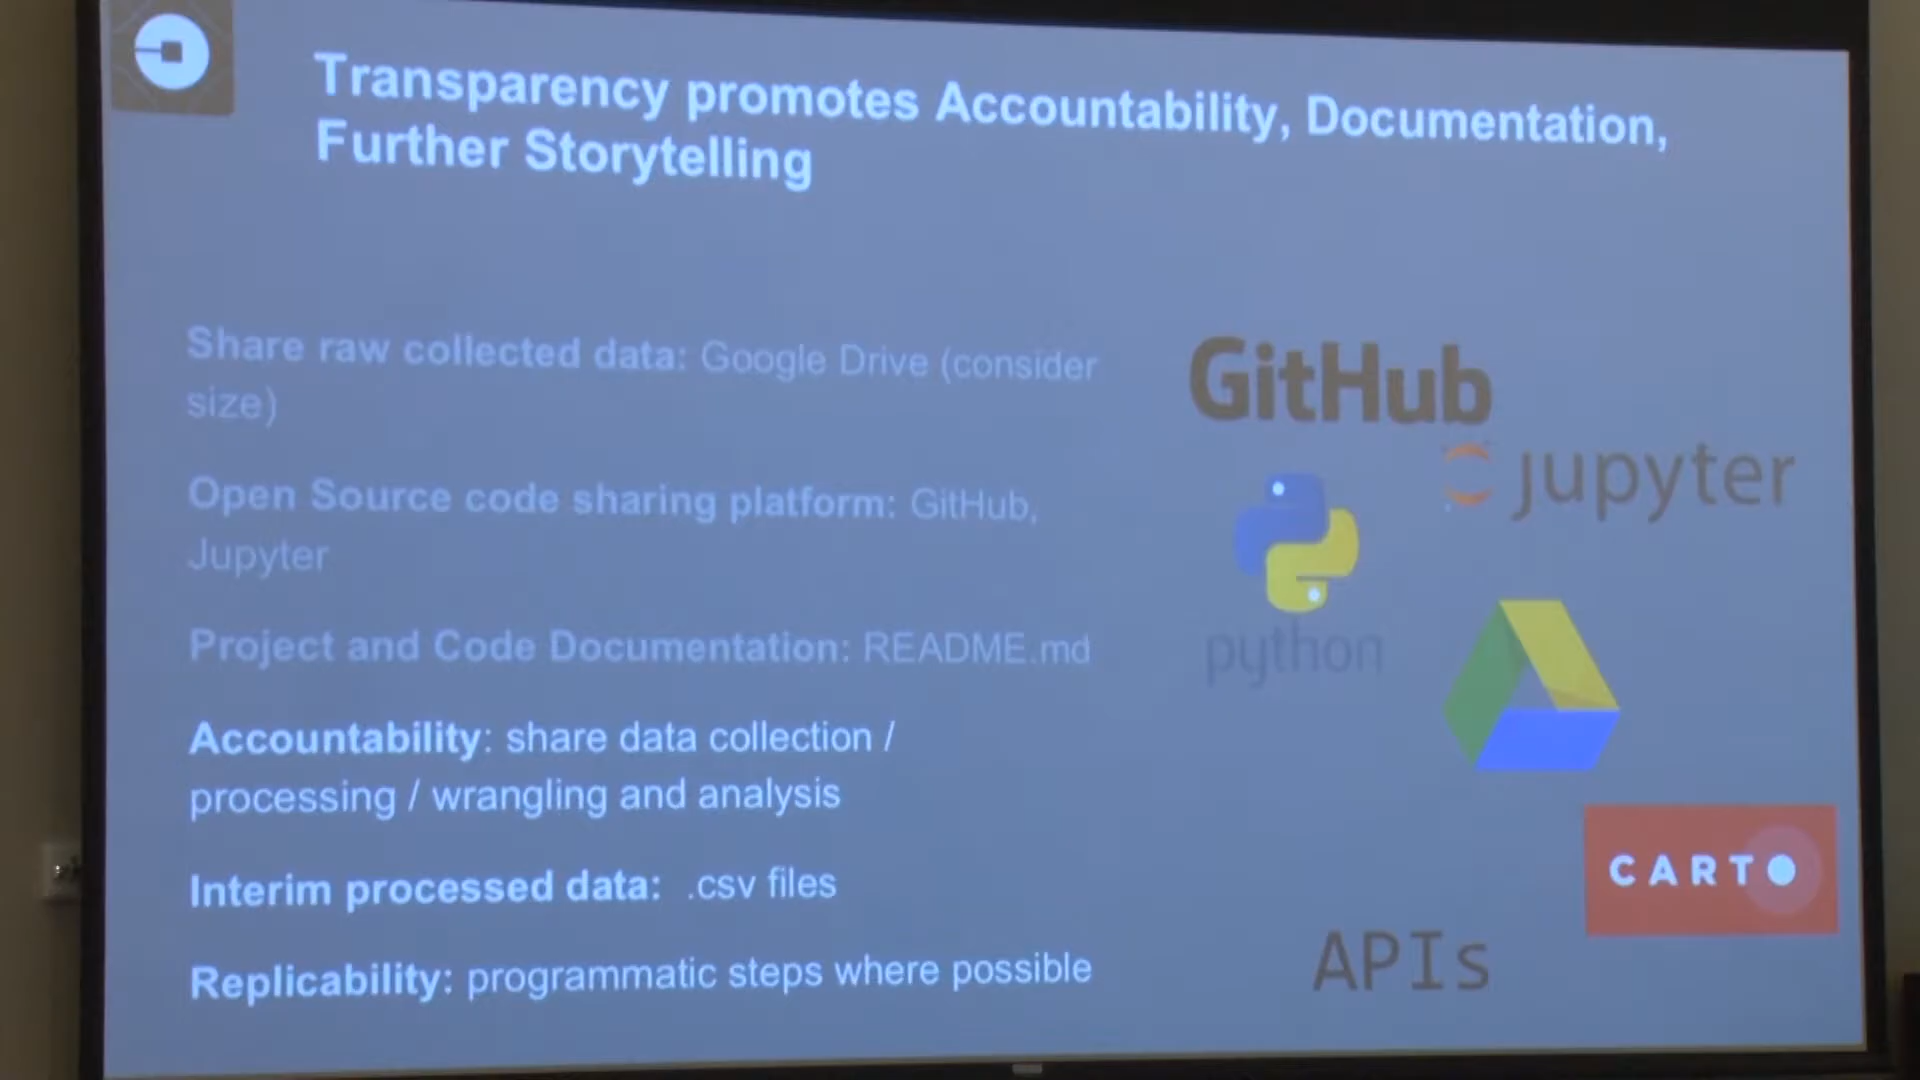 Transparency promotes Accountability, Documentation,
Further Storytelling
Share raw collected data: Google Drive (consider
size)
Open Source code sharing platform: GitHub,
Jupyter
Project and Code Documentation: README.md
Accountability: share data collection /
processing / wrangling and analysis
Interim processed data: .csv files
Replicability: programmatic steps where possible
GitHub
jupyter
python
CARTO
APIs